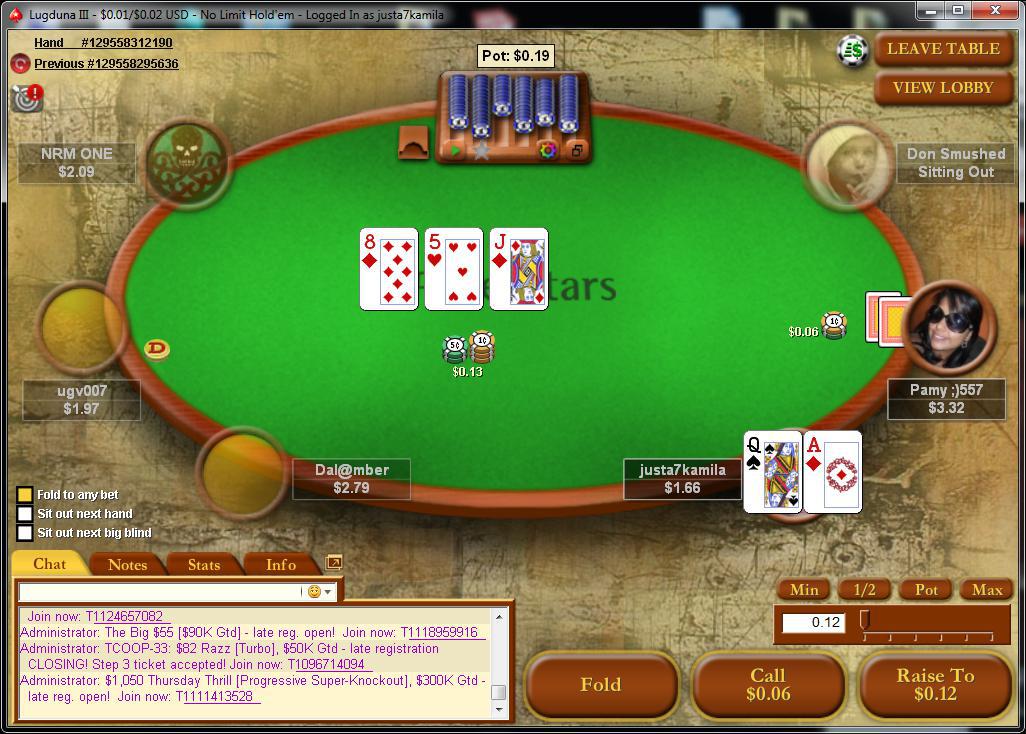 Lugduna III - $0.01/$0.02 USD - No Limit Hold'em - Logged In as justa7kamila
Hand #129558312190
Previous #129558295636
Pot: $0.19
LEAVE TABLE
VIEW LOBBY
NRM ONE
$2.09
Don Smushed
Sitting Out
8
5
J
tars
$0.06
1¢
5¢
1¢
$0.13
D
ugv007
$1.97
Pamy ;)557
$3.32
Dal@mber
$2.79
justa7kamila
$1.66
Q
A
Fold to any bet
Sit out next hand
Sit out next big blind
Chat
Notes
Stats
Info
Join now: T1124657082
Administrator: The Big $55 [$90K Gtd] - late reg. open! Join now: T1118959916
Administrator: TCOOP-33: $82 Razz [Turbo], $50K Gtd - late registration
CLOSING! Step 3 ticket accepted! Join now: T1096714094
Administrator: $1,050 Thursday Thrill [Progressive Super-Knockout], $300K Gtd -
late reg. open! Join now: T1111413528
Min
1/2
Pot
Max
0.12
Fold
Call
$0.06
Raise To
$0.12